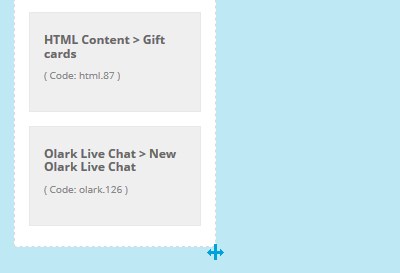 HTML Content > Gift
cards
( Code: html.87 )
Olark Live Chat > New
Olark Live Chat
( Code: olark.126 )